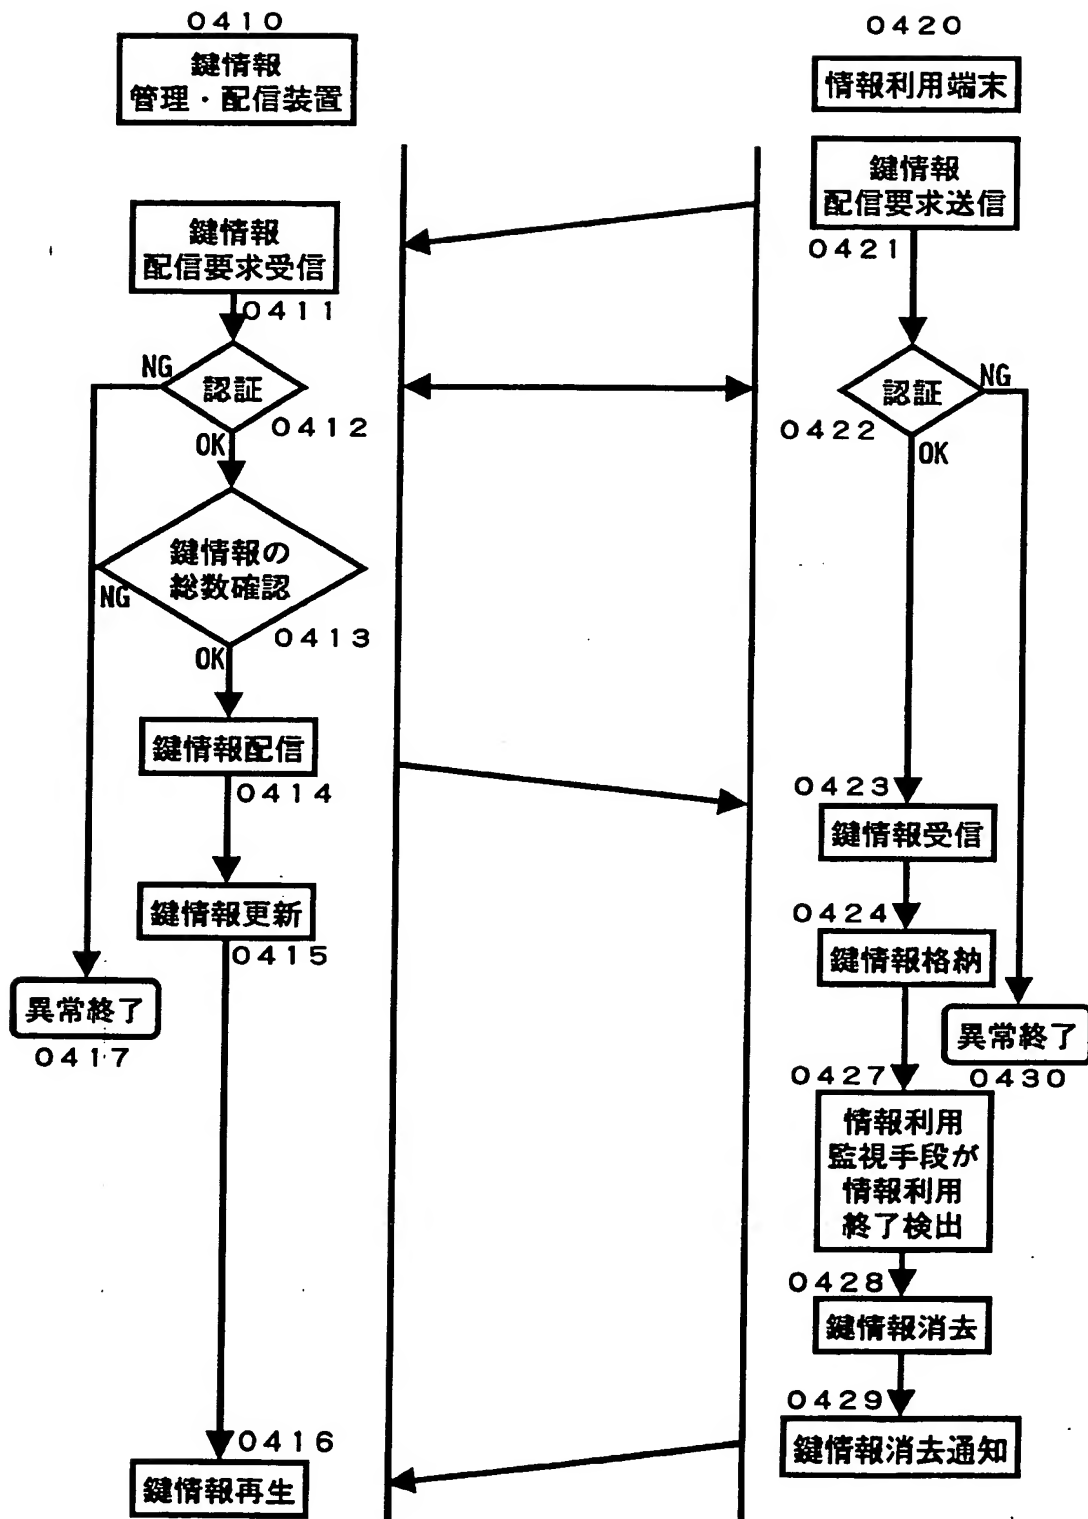 0410
鍵情報
管理・配信装置
0420
情報利用端末
鍵情報
配信要求送信
0421
鍵情報
配信要求受信
0411
NG
認証
0412
OK
認証
NG
0422
OK
鍵情報の
総数確認
NG
0413
OK
鍵情報配信
0414
0423
鍵情報受信
鍵情報更新
0415
0424
鍵情報格納
異常終了
0417
異常終了
0430
0427
情報利用
監視手段が
情報利用
終了検出
0428
鍵情報消去
0429
鍵情報消去通知
0416
鍵情報再生